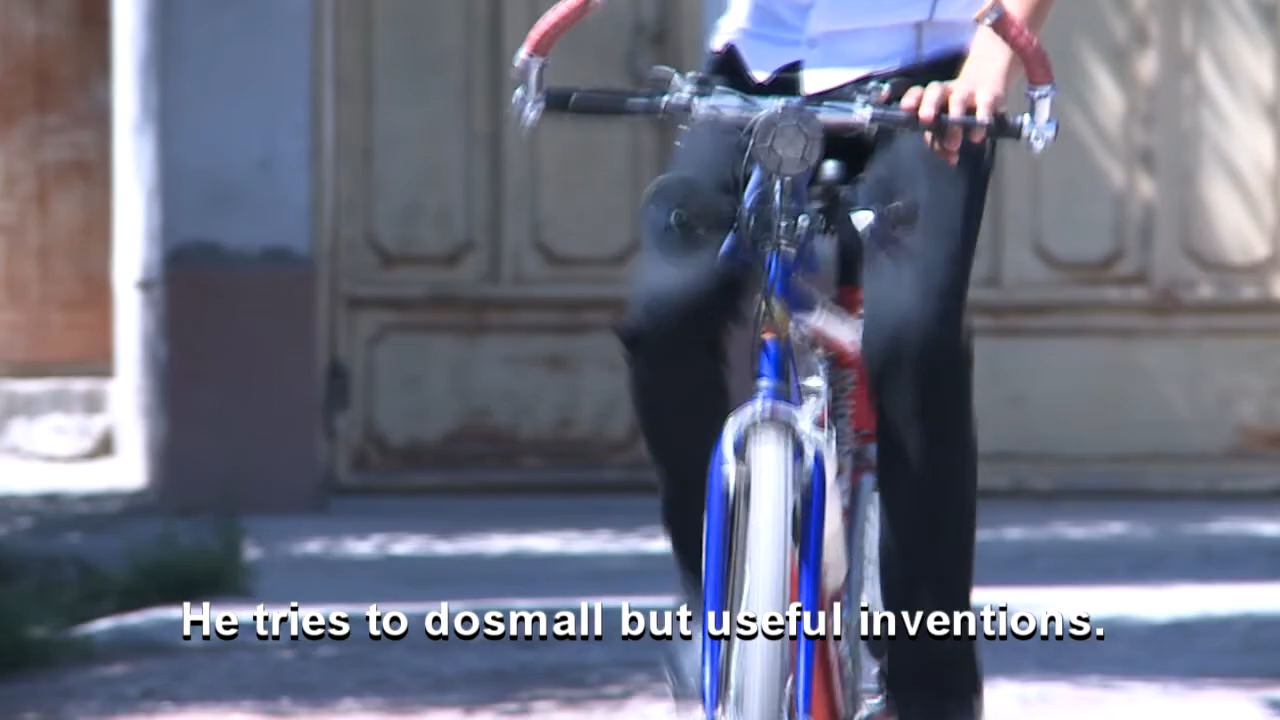 He tries to dosmall but useful inventions.